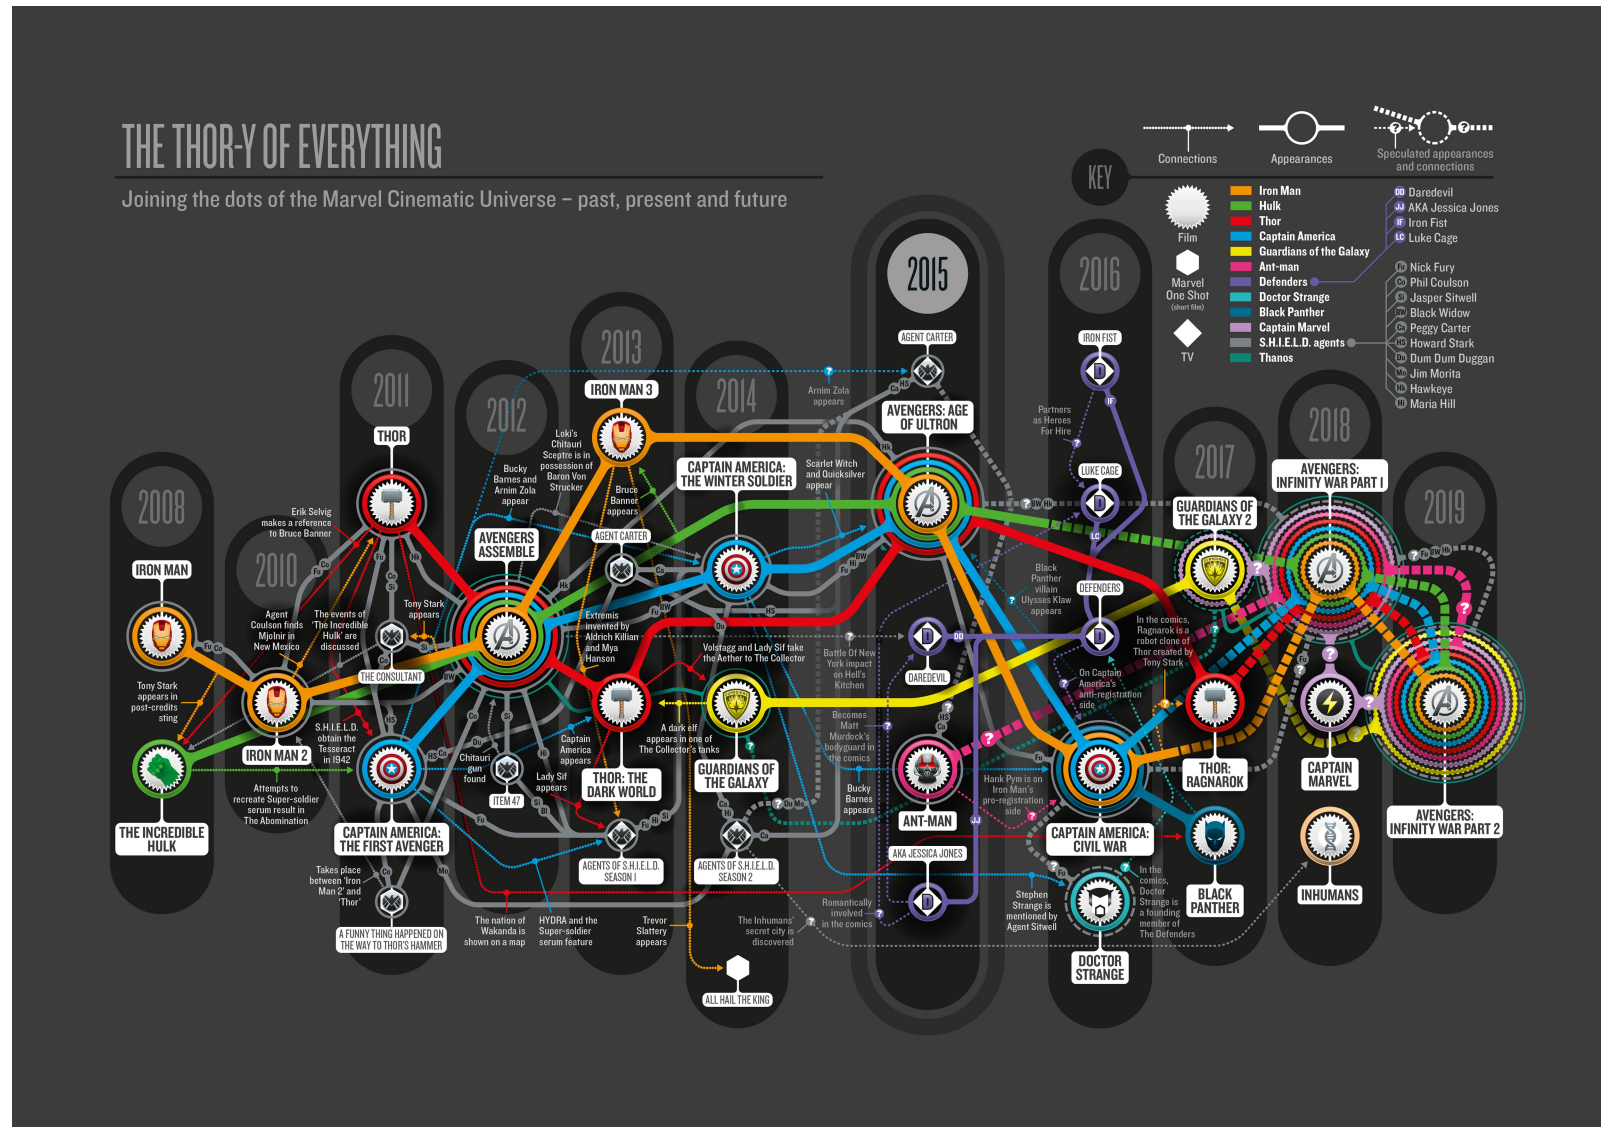 THE THOR-Y OF EVERYTHING
Joining the dots of the Marvel Cinematic Universe – past, present and future
KEY
Connections
Appearances
Speculated appearances
and connections
Film
Marvel
One Shot
(short film)
TV
Iron Man
Hulk
Thor
Captain America
Guardians of the Galaxy
Ant-man
Defenders
Doctor Strange
Black Panther
Captain Marvel
S.H.I.E.L.D. agents
Thanos
DD Daredevil
JJ AKA Jessica Jones
IF Iron Fist
LC Luke Cage
Fu Nick Fury
Co Phil Coulson
Si Jasper Sitwell
BW Black Widow
Ca Peggy Carter
HS Howard Stark
Du Dum Dum Duggan
Mo Jim Morita
Hk Hawkeye
Hi Maria Hill
2008
IRON MAN
Tony Stark
appears in
post-credits
sting
THE INCREDIBLE
HULK
2010
Agent
Coulson finds
Mjolnir in
New Mexico
IRON MAN 2
Attempts to
recreate Super-soldier
serum result in
The Abomination
2011
THOR
Erik Selvig
makes a reference
to Bruce Banner
The events of
'The Incredible
Hulk' are
discussed
Tony Stark
appears
THE CONSULTANT
S.H.I.E.L.D.
obtain the
Tesseract
in 1942
CAPTAIN AMERICA:
THE FIRST AVENGER
Takes place
between 'Iron
Man 2' and
'Thor'
A FUNNY THING HAPPENED ON
THE WAY TO THOR'S HAMMER
2012
Bucky
Barnes and
Arnim Zola
appear
AVENGERS
ASSEMBLE
Chitauri
gun
found
ITEM 47
The nation of
Wakanda is
shown on a map
2013
IRON MAN 3
Loki's
Chitauri
Sceptre is in
possession of
Baron Von
Strucker
Bruce
Banner
appears
AGENT CARTER
Extremis
invented by
Aldrich Killian
and Mya
Hanson
Captain
America
appears
Lady Sif
appears
THOR: THE
DARK WORLD
AGENTS OF S.H.I.E.L.D.
SEASON 1
HYDRA and the
Super-soldier
serum feature
Trevor
Slattery
appears
2014
CAPTAIN AMERICA:
THE WINTER SOLDIER
Volstagg and Lady Sif take
the Aether to The Collector
A dark elf
appears in one of
The Collector's tanks
GUARDIANS OF
THE GALAXY
AGENTS OF S.H.I.E.L.D.
SEASON 2
The Inhumans'
secret city is
discovered
ALL HAIL THE KING
2015
AGENT CARTER
Arnim Zola
appears
AVENGERS: AGE
OF ULTRON
Scarlet Witch
and Quicksilver
appear
Battle Of New
York impact
on Hell's
Kitchen
DAREDEVIL
Becomes
Matt
Murdock's
bodyguard in
the comics
Bucky
Barnes
appears
ANT-MAN
AKA JESSICA JONES
Romantically
involved
in the comics
2016
IRON FIST
Partners
as Heroes
For Hire
LUKE CAGE
Black
Panther
villain
Ulysses Klaw
appears
DEFENDERS
On Captain
America's
anti-registration
side
Hank Pym is on
Iron Man's
pro-registration
side
CAPTAIN AMERICA:
CIVIL WAR
Stephen
Strange is
mentioned by
Agent Sitwell
In the
comics,
Doctor
Strange is
a founding
member of
The Defenders
DOCTOR
STRANGE
2017
GUARDIANS OF
THE GALAXY 2
In the comics,
Ragnarok is a
robot clone of
Thor created by
Tony Stark
THOR:
RAGNAROK
BLACK
PANTHER
2018
AVENGERS:
INFINITY WAR PART 1
CAPTAIN
MARVEL
INHUMANS
2019
AVENGERS:
INFINITY WAR PART 2